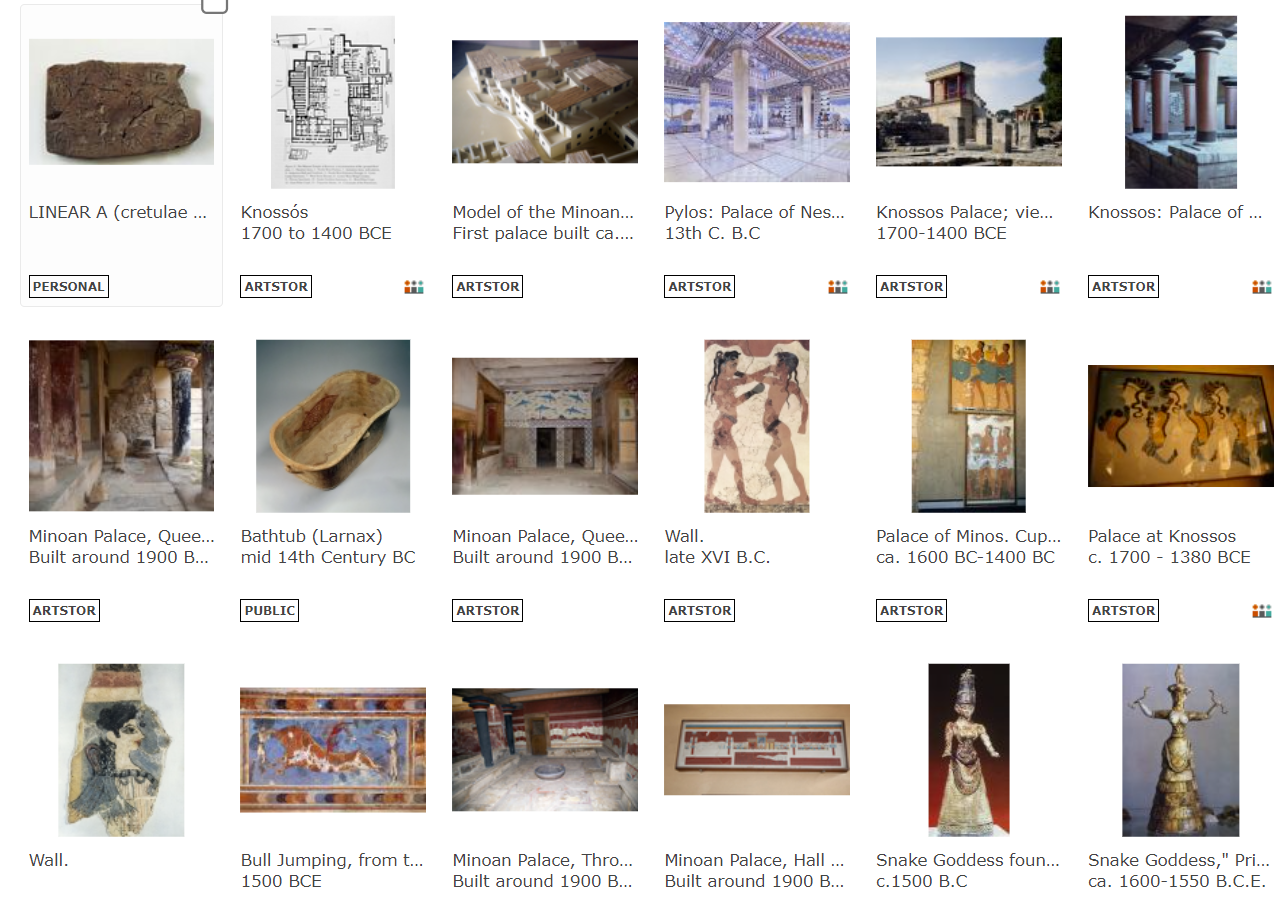 LINEAR A (cretulae ...
PERSONAL
Knossós
1700 to 1400 BCE
ARTSTOR
Model of the Minoan...
First palace built ca....
ARTSTOR
Pylos: Palace of Nes...
13th C. B.C
ARTSTOR
Knossos Palace; vie...
1700-1400 BCE
ARTSTOR
Knossos: Palace of ...
ARTSTOR
Minoan Palace, Quee...
Built around 1900 B...
ARTSTOR
Bathtub (Larnax)
mid 14th Century BC
PUBLIC
Minoan Palace, Quee...
Built around 1900 B...
ARTSTOR
Wall.
late XVI B.C.
ARTSTOR
Palace of Minos. Cup...
ca. 1600 BC-1400 BC
ARTSTOR
Palace at Knossos
c. 1700 - 1380 BCE
ARTSTOR
Wall.
Bull Jumping, from t...
1500 BCE
Minoan Palace, Thro...
Built around 1900 B...
Minoan Palace, Hall ...
Built around 1900 B...
Snake Goddess foun...
c.1500 B.C
Snake Goddess," Pri...
ca. 1600-1550 B.C.E.